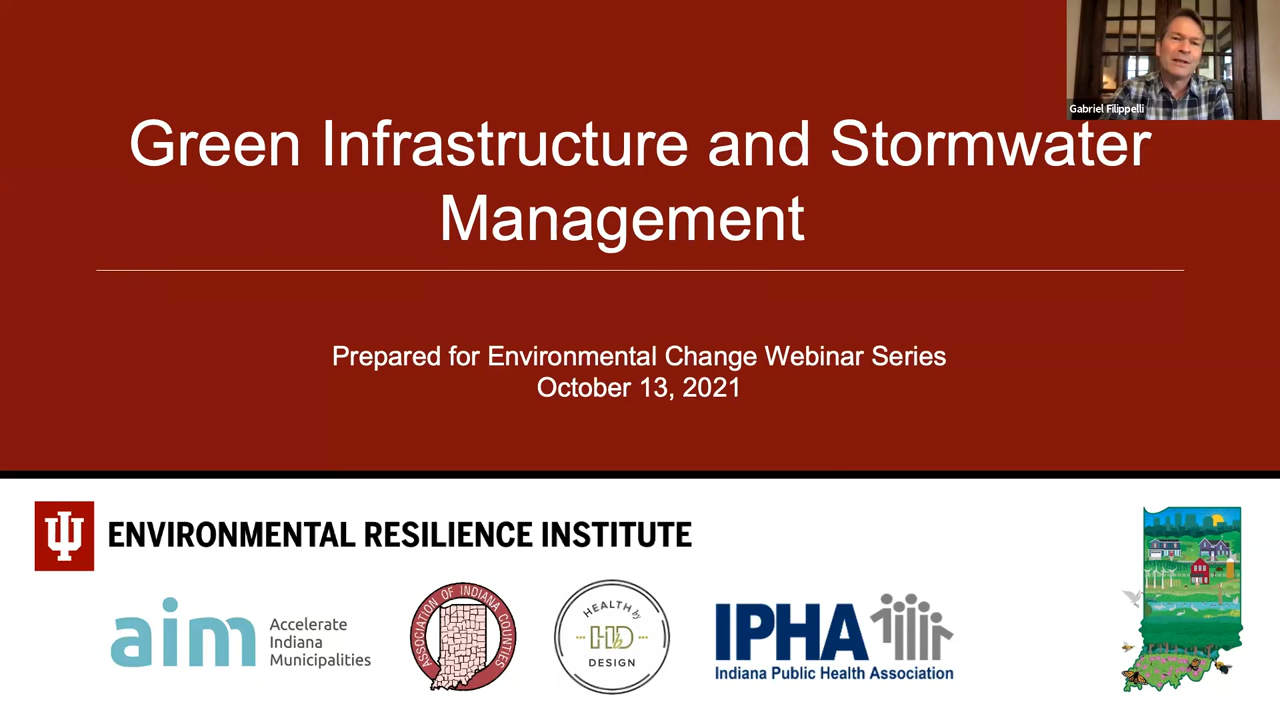 Gabriel Filippelli
Green Infrastructure and Stormwater
Management
Prepared for Environmental Change Webinar Series
October 13, 2021
ENVIRONMENTAL RESILIENCE INSTITUTE
aim
Accelerate
Indiana
Municipalities
ASSOCIATION OF INDIANA COUNTIES
HEALTH by
HD
DESIGN
IPHA
Indiana Public Health Association